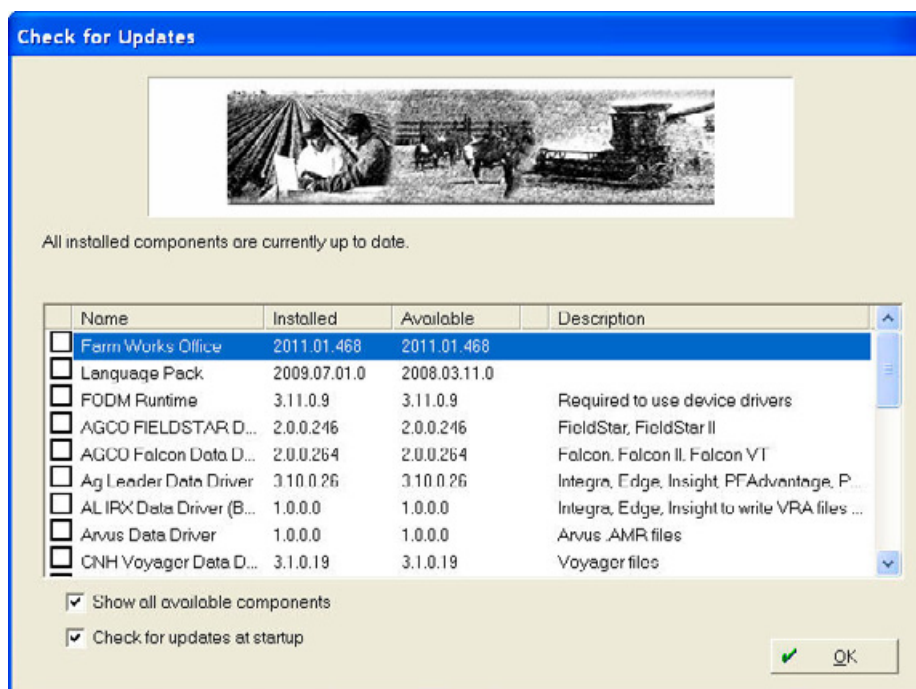 Check for Updates
All installed components are currently up to date.
Name Installed Available Description
Farm Works Office 2011.01.468 2011.01.468
Language Pack 2009.07.01.0 2008.03.11.0
FODM Runtime 3.11.0.9 3.11.0.9 Required to use device drivers
AGCO FIELDSTAR D... 2.0.0.246 2.0.0.246 FieldStar, FieldStar II
AGCO Falcon Data D... 2.0.0.264 2.0.0.264 Falcon, Falcon II, Falcon VT
Ag Leader Data Driver 3.10.0.26 3.10.0.26 Integra, Edge, Insight, PFAdvantage, P...
AL IRX Data Driver (B... 1.0.0.0 1.0.0.0 Integra, Edge, Insight to write VRA files ...
Arvus Data Driver 1.0.0.0 1.0.0.0 Arvus .AMR files
CNH Voyager Data D... 3.1.0.19 3.1.0.19 Voyager files
Show all available components
Check for updates at startup
OK